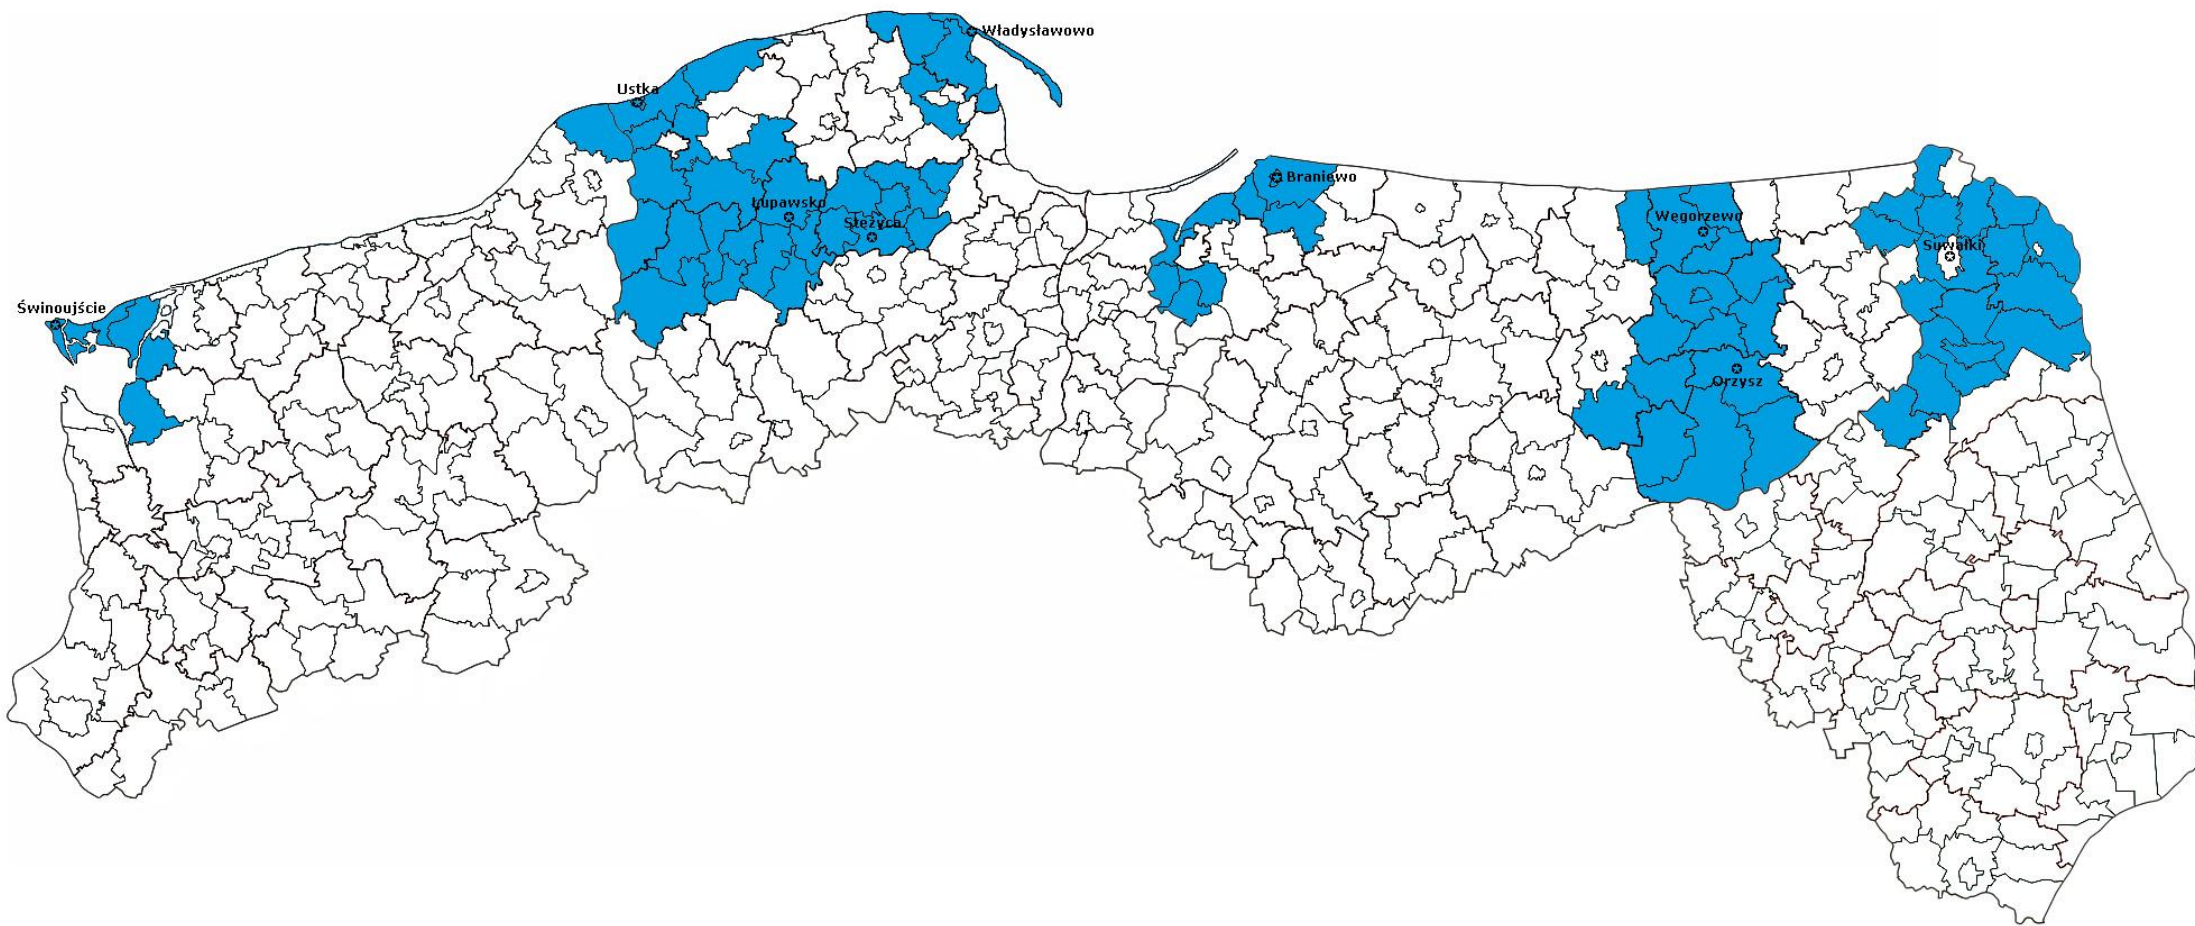 Władysławowo
Ustka
Braniewo
Łupawsko
Stężyca
Węgorzewo
Suwałki
Świnoujście
Orzysz